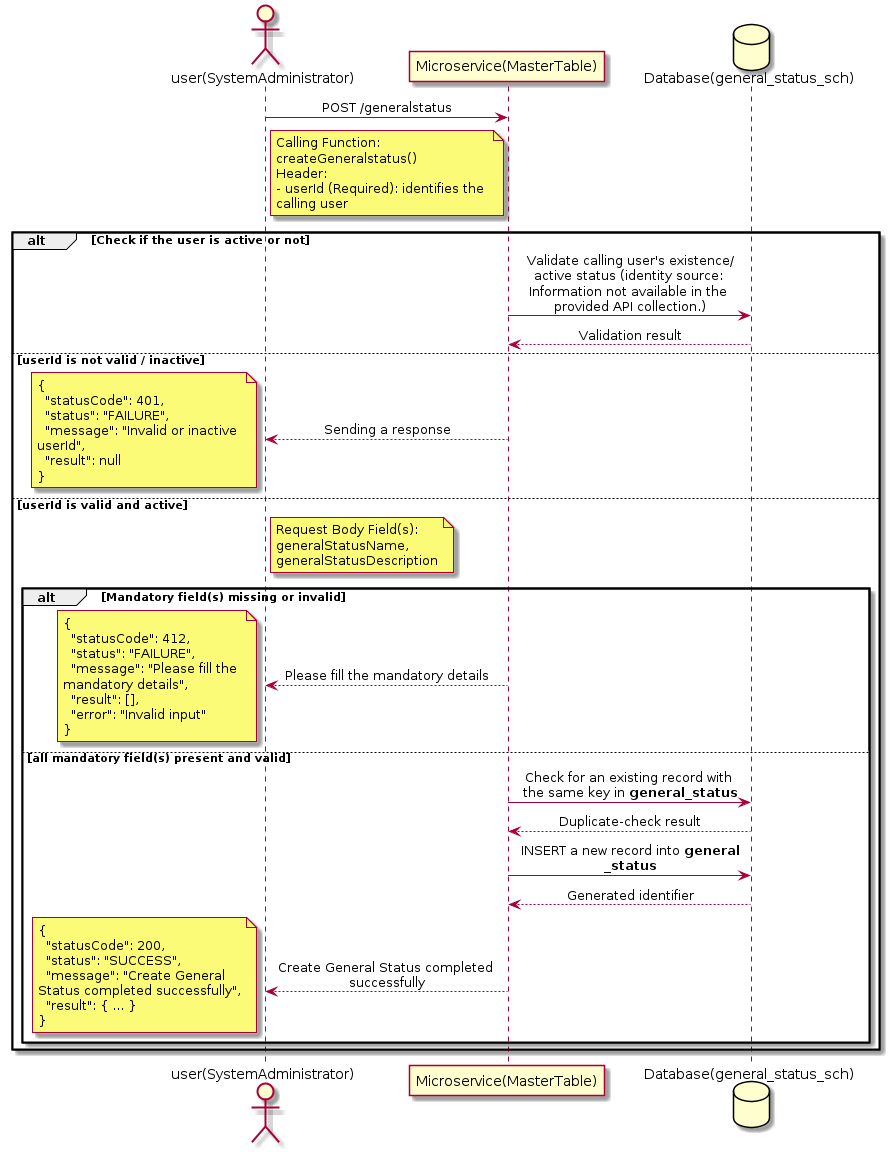 user(SystemAdministrator)
Microservice(MasterTable)
Database(general_status_sch)
POST /generalstatus
Calling Function:
createGeneralstatus()
Header:
- userId (Required): identifies the
calling user
alt
[Check if the user is active or not]
Validate calling user's existence/
active status (identity source:
Information not available in the
provided API collection.)
Validation result
[userId is not valid / inactive]
{
"statusCode": 401,
"status": "FAILURE",
"message": "Invalid or inactive
userId",
"result": null
}
Sending a response
[userId is valid and active]
Request Body Field(s):
generalStatusName,
generalStatusDescription
alt
[Mandatory field(s) missing or invalid]
{
"statusCode": 412,
"status": "FAILURE",
"message": "Please fill the
mandatory details",
"result": [],
"error": "Invalid input"
}
Please fill the mandatory details
[all mandatory field(s) present and valid]
Check for an existing record with
the same key in general_status
Duplicate-check result
INSERT a new record into general
_status
Generated identifier
{
"statusCode": 200,
"status": "SUCCESS",
"message": "Create General
Status completed successfully",
"result": { ... }
}
Create General Status completed
successfully
user(SystemAdministrator)
Microservice(MasterTable)
Database(general_status_sch)